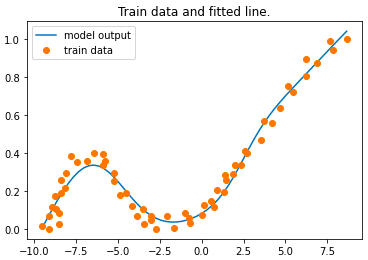 Train data and fitted line.
model output
train data
1.0
0.8
0.6
0.4
0.2
0.0
−10.0 −7.5 −5.0 −2.5 0.0 2.5 5.0 7.5